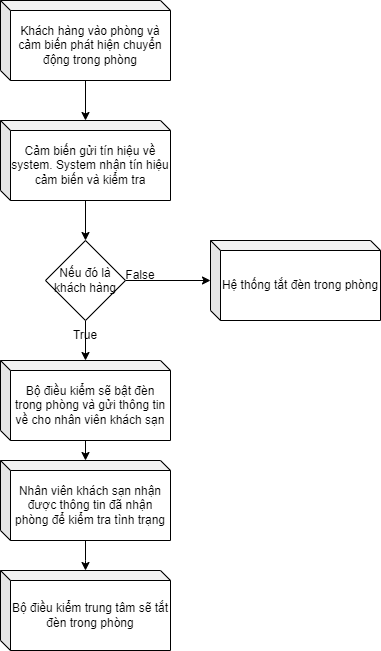 Khách hàng vào phòng và
cảm biến phát hiện chuyển
động trong phòng
Cảm biến gửi tín hiệu về
system. System nhận tín hiệu
cảm biến và kiểm tra
Nếu đó là
khách hàng
False
Hệ thống tắt đèn trong phòng
True
Bộ điều kiểm sẽ bật đèn
trong phòng và gửi thông tin
về cho nhân viên khách sạn
Nhân viên khách sạn nhận
được thông tin đã nhận
phòng để kiểm tra tình trạng
Bộ điều kiểm trung tâm sẽ tắt
đèn trong phòng